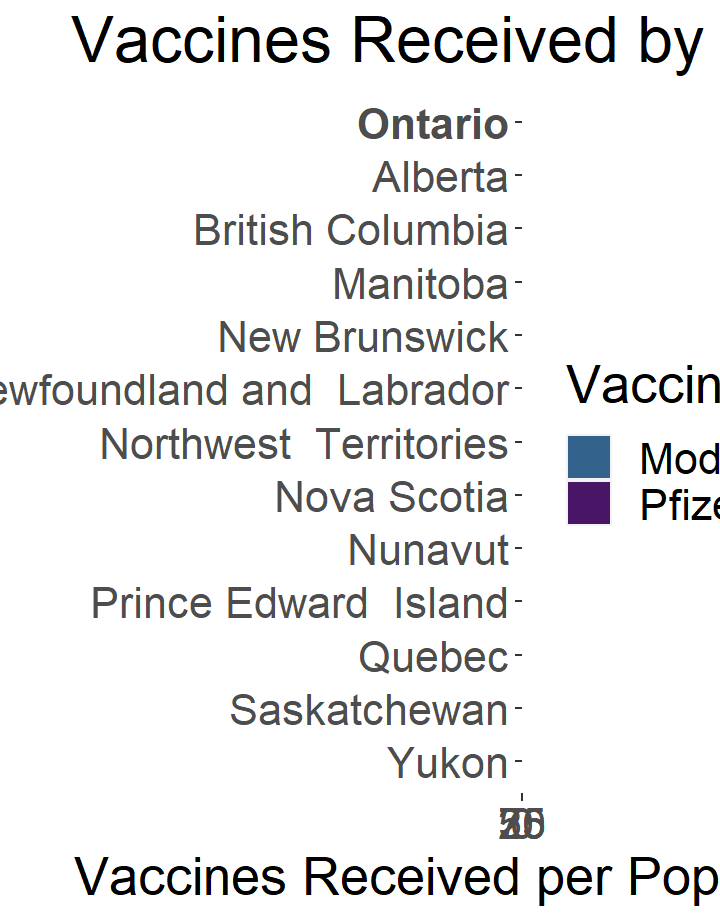 Vaccines Received by
Ontario
Alberta
British Columbia
Manitoba
New Brunswick
ewfoundland and  Labrador
Northwest  Territories
Nova Scotia
Nunavut
Prince Edward  Island
Quebec
Saskatchewan
Yukon
Vaccin
Mod
Pfize
Vaccines Received per Pop